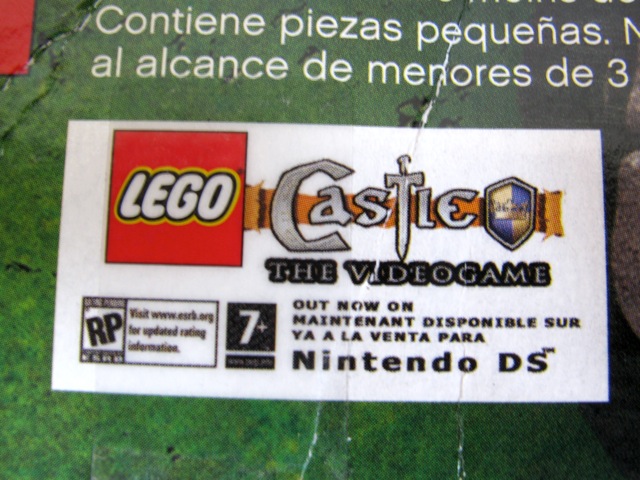 Contiene piezas pequeñas. N
al alcance de menores de 3
LEGO
Castle
THE VIDEOGAME
RP
Visit www.esrb.org
for updated rating
information.
7+
OUT NOW ON
MAINTENANT DISPONIBLE SUR
YA A LA VENTA PARA
Nintendo DS™